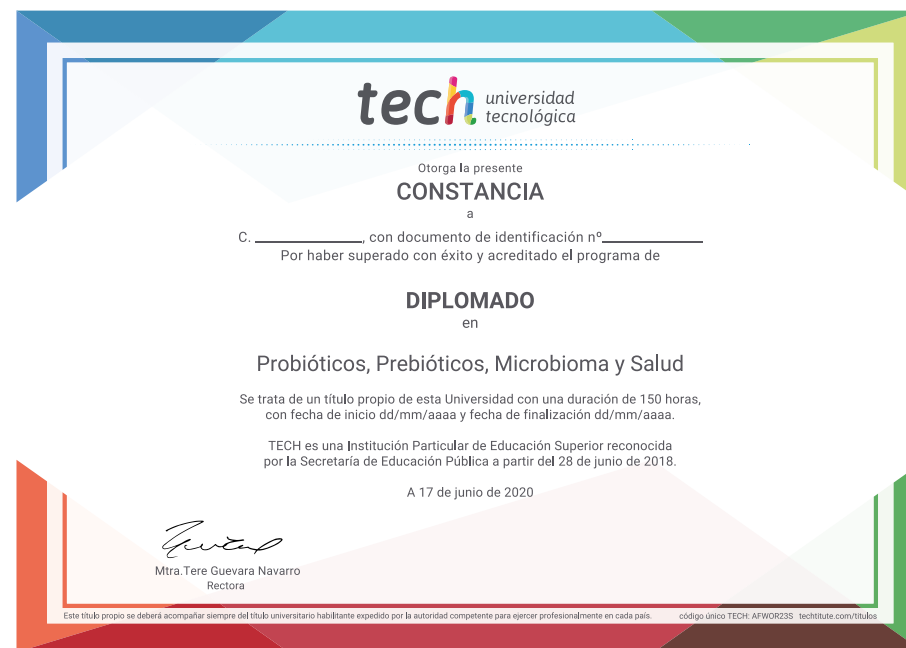 tech universidad
tecnológica
Otorga la presente
CONSTANCIA
a
C. ____________, con documento de identificación nº____________
Por haber superado con éxito y acreditado el programa de
DIPLOMADO
en
Probióticos, Prebióticos, Microbioma y Salud
Se trata de un título propio de esta Universidad con una duración de 150 horas,
con fecha de inicio dd/mm/aaaa y fecha de finalización dd/mm/aaaa.
TECH es una Institución Particular de Educación Superior reconocida
por la Secretaría de Educación Pública a partir del 28 de junio de 2018.
A 17 de junio de 2020
Mtra.Tere Guevara Navarro
Rectora
Este título propio se deberá acompañar siempre del título universitario habilitante expedido por la autoridad competente para ejercer profesionalmente en cada país. código único TECH: AFWOR23S techtitute.com/títulos